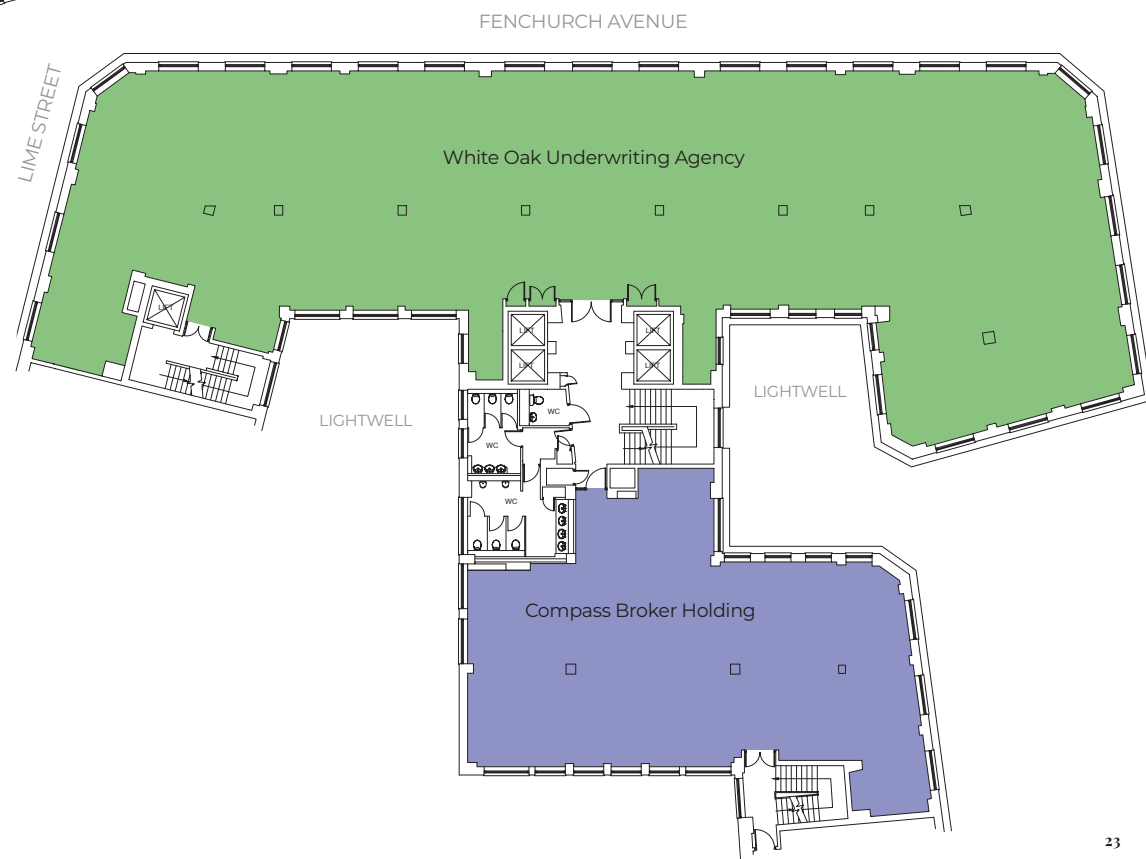 FENCHURCH AVENUE
LIME STREET
White Oak Underwriting Agency
LIFT
LIFT
LIFT
LIFT
LIFT
LIGHTWELL
LIGHTWELL
WC
WC
WC
Compass Broker Holding
23